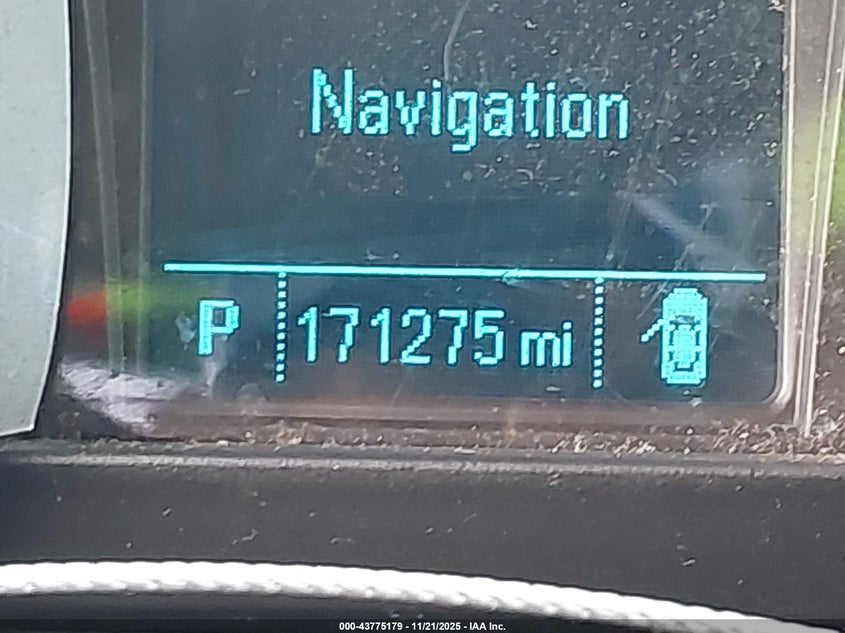 Navigation
P 171275 mi
000-43775179 - 11/21/2025 - IAA Inc.